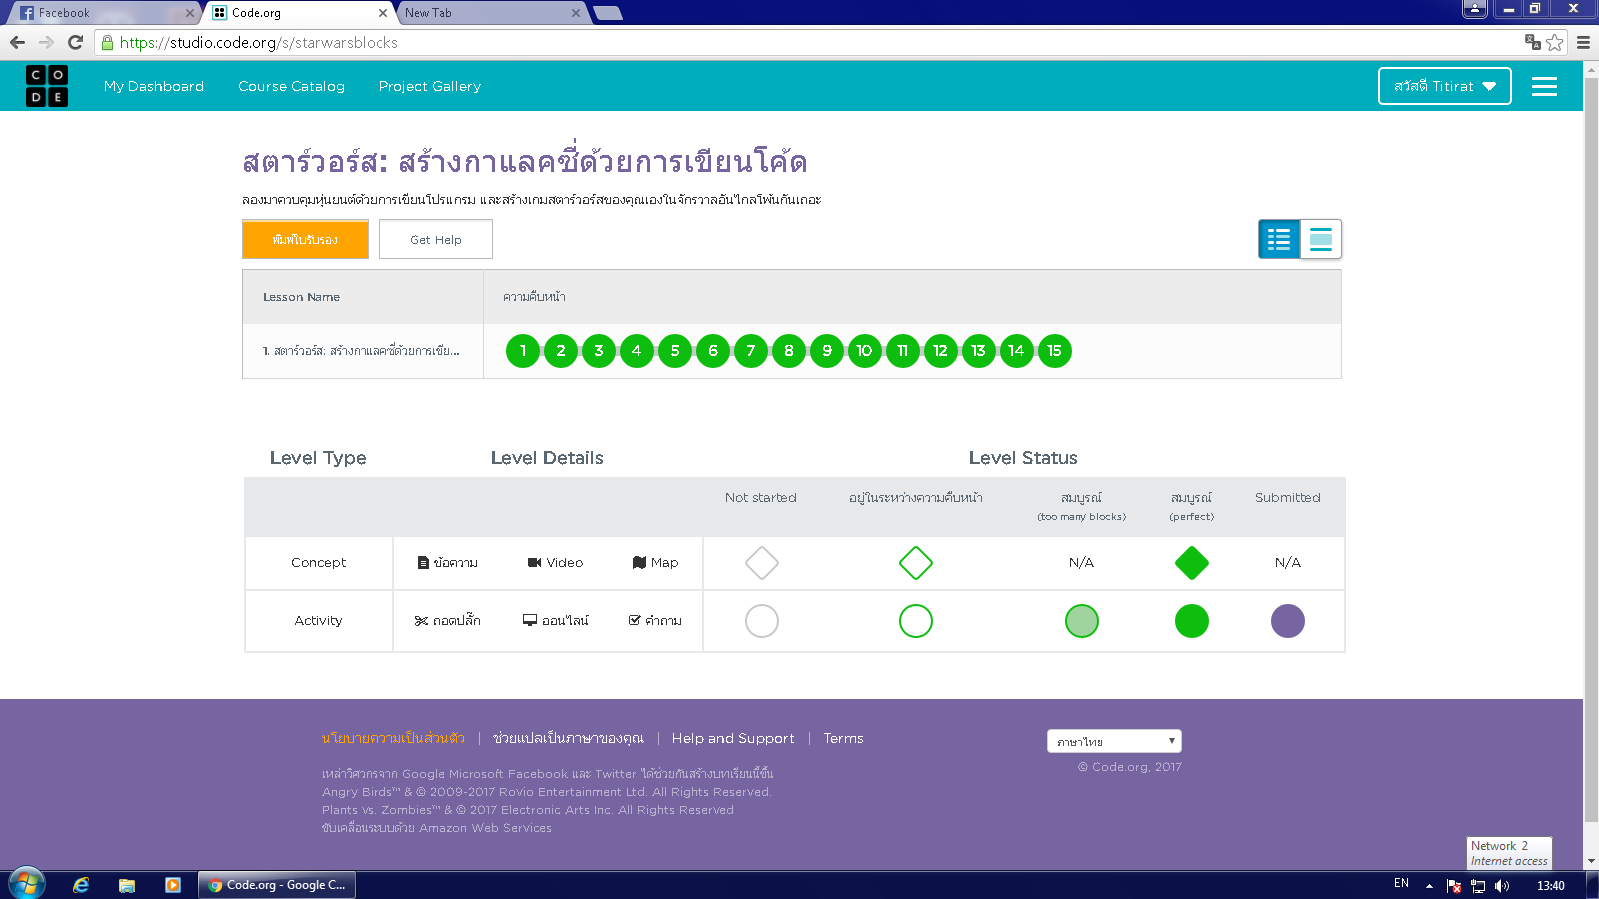 Facebook
Code.org
New Tab
https://studio.code.org/s/starwarsblocks
CODE
My Dashboard
Course Catalog
Project Gallery
สวัสดี Titirat
สตาร์วอร์ส: สร้างกาแลคซี่ด้วยการเขียนโค้ด
ลองมาควบคุมหุ่นยนต์ด้วยการเขียนโปรแกรม และสร้างเกมสตาร์วอร์สของคุณเองในจักรวาลอันไกลโพ้นกันเถอะ
พิมพ์ใบรับรอง
Get Help
Lesson Name
ความคืบหน้า
1. สตาร์วอร์ส: สร้างกาแลคซี่ด้วยการเขีย...
1 2 3 4 5 6 7 8 9 10 11 12 13 14 15
Level Type
Level Details
Level Status
Not started
อยู่ในระหว่างความคืบหน้า
สมบูรณ์
(too many blocks)
สมบูรณ์
(perfect)
Submitted
Concept
ข้อความ
Video
Map
N/A
N/A
Activity
ถอดปลั๊ก
ออนไลน์
คำถาม
นโยบายความเป็นส่วนตัว | ช่วยแปลเป็นภาษาของคุณ | Help and Support | Terms
ภาษาไทย
© Code.org, 2017
เหล่าวิศวกรจาก Google Microsoft Facebook และ Twitter ได้ช่วยกันสร้างบทเรียนนี้ขึ้น
Angry Birds™ & © 2009-2017 Rovio Entertainment Ltd. All Rights Reserved.
Plants vs. Zombies™ & © 2017 Electronic Arts Inc. All Rights Reserved
ขับเคลื่อนระบบด้วย Amazon Web Services
Network 2
Internet access
Code.org - Google C...
EN
13:40